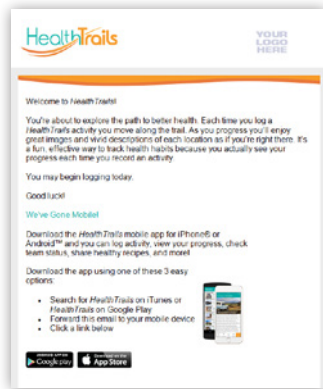 HealthTrails
YOUR
LOGO
HERE
Welcome to HealthTrails!
You're about to explore the path to better health. Each time you log a
HealthTrails activity you move along the trail. As you progress you'll enjoy
great images and vivid descriptions of each location as if you're right there. It's
a fun, effective way to track health habits because you actually see your
progress each time you record an activity.
You may begin logging today.
Good luck!
We've Gone Mobile!
Download the HealthTrails mobile app for iPhone® or
Android™ and you can log activity, view your progress, check
team status, share healthy recipes, and more!
Download the app using one of these 3 easy
options:
• Search for HealthTrails on iTunes or
HealthTrails on Google Play
• Forward this email to your mobile device
• Click a link below
Google play
App Store